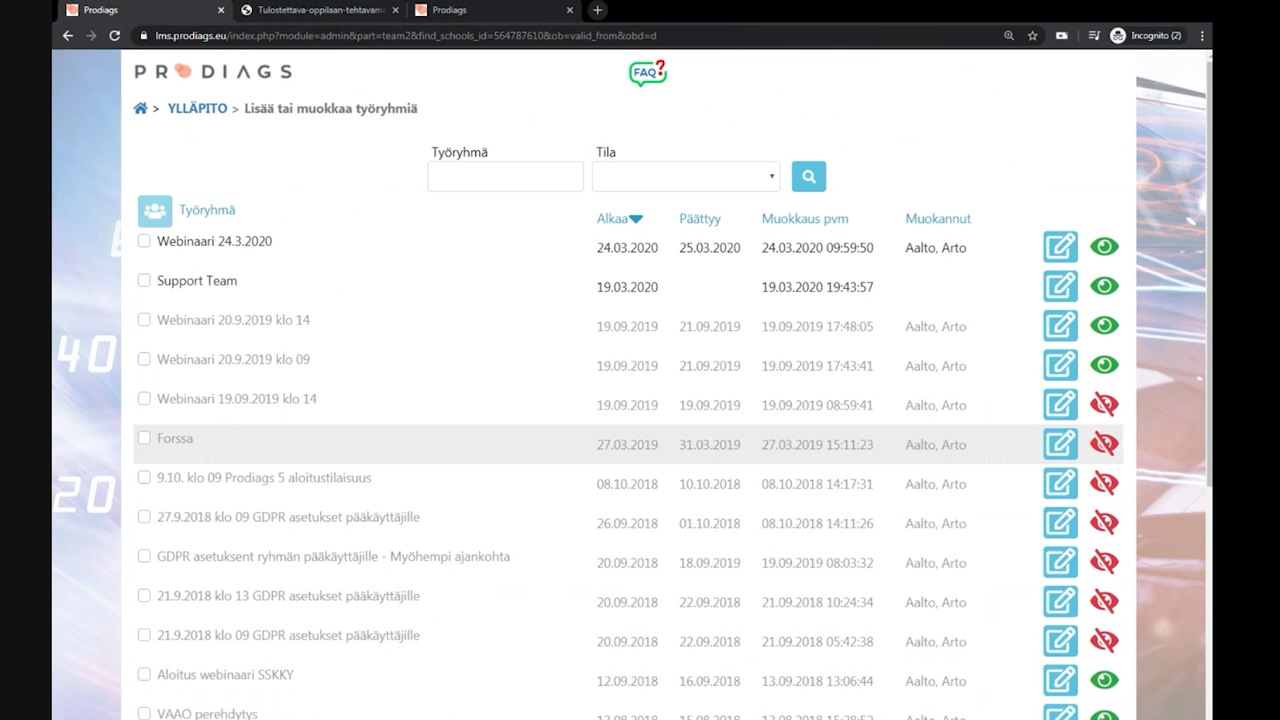 Prodiags
Tulostettava-oppilaan-tehtavama
Prodiags
lms.prodiags.eu/index.php?module=admin&part=team2&find_schools_id=564787610&ob=valid_from&obd=d
Incognito (2)
PRODIAGS
FAQ?
> YLLÄPITO > Lisää tai muokkaa työryhmiä
Työryhmä Tila
Työryhmä Alkaa Päättyy Muokkaus pvm Muokannut
Webinaari 24.3.2020 24.03.2020 25.03.2020 24.03.2020 09:59:50 Aalto, Arto
Support Team 19.03.2020 19.03.2020 19:43:57
Webinaari 20.9.2019 klo 14 19.09.2019 21.09.2019 19.09.2019 17:48:05 Aalto, Arto
Webinaari 20.9.2019 klo 09 19.09.2019 21.09.2019 19.09.2019 17:43:41 Aalto, Arto
Webinaari 19.09.2019 klo 14 19.09.2019 19.09.2019 19.09.2019 08:59:41 Aalto, Arto
Forssa 27.03.2019 31.03.2019 27.03.2019 15:11:23 Aalto, Arto
9.10. klo 09 Prodiags 5 aloitustilaisuus 08.10.2018 10.10.2018 08.10.2018 14:17:31 Aalto, Arto
27.9.2018 klo 09 GDPR asetukset pääkäyttäjille 26.09.2018 01.10.2018 08.10.2018 14:11:26 Aalto, Arto
GDPR asetuksent ryhmän pääkäyttäjille - Myöhempi ajankohta 20.09.2018 18.09.2019 19.09.2019 08:03:32 Aalto, Arto
21.9.2018 klo 13 GDPR asetukset pääkäyttäjille 20.09.2018 22.09.2018 21.09.2018 10:24:34 Aalto, Arto
21.9.2018 klo 09 GDPR asetukset pääkäyttäjille 20.09.2018 22.09.2018 21.09.2018 05:42:38 Aalto, Arto
Aloitus webinaari SSKKY 12.09.2018 16.09.2018 13.09.2018 13:06:44 Aalto, Arto
VAAO perehdytys
40
20